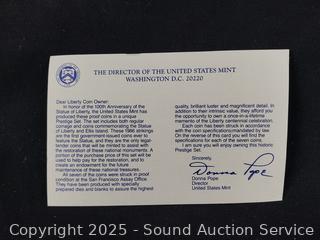 THE DIRECTOR OF THE UNITED STATES MINT
WASHINGTON D.C. 20220
Dear Liberty Coin Owner:
In honor of the 100th Anniversary of the
Statue of Liberty, the United States Mint has
produced these proof coins in a unique
Prestige Set. The set includes both regular
coinage and coins commemorating the Statue
of Liberty and Ellis Island. These 1986 strikings
are the first government-issued coins ever to
feature the Statue, and they are the only legal-
tender coins that will be minted to assist with
the restoration of these national monuments. A
portion of the purchase price of this set will be
used to help pay for the restoration, and to
create an endowment for the future
maintenance of these national treasures.
All seven of the coins were struck in proof
condition at the San Francisco Assay Office.
They have been produced with specially
prepared dies and blanks to assure the highest
quality, brilliant luster and magnificent detail. In
addition to their intrinsic value, they afford you
the opportunity to own a once-in-a-lifetime
memento of the Liberty centennial celebration.
Each coin has been struck in accordance
with the coin specifications mandated by law.
On the reverse of this card you will find the
specifications for each of the seven coins.
I am sure you will enjoy owning this historic
Prestige Set.
Sincerely,
Donna Pope
Donna Pope
Director
United States Mint
Copyright 2025 - Sound Auction Service